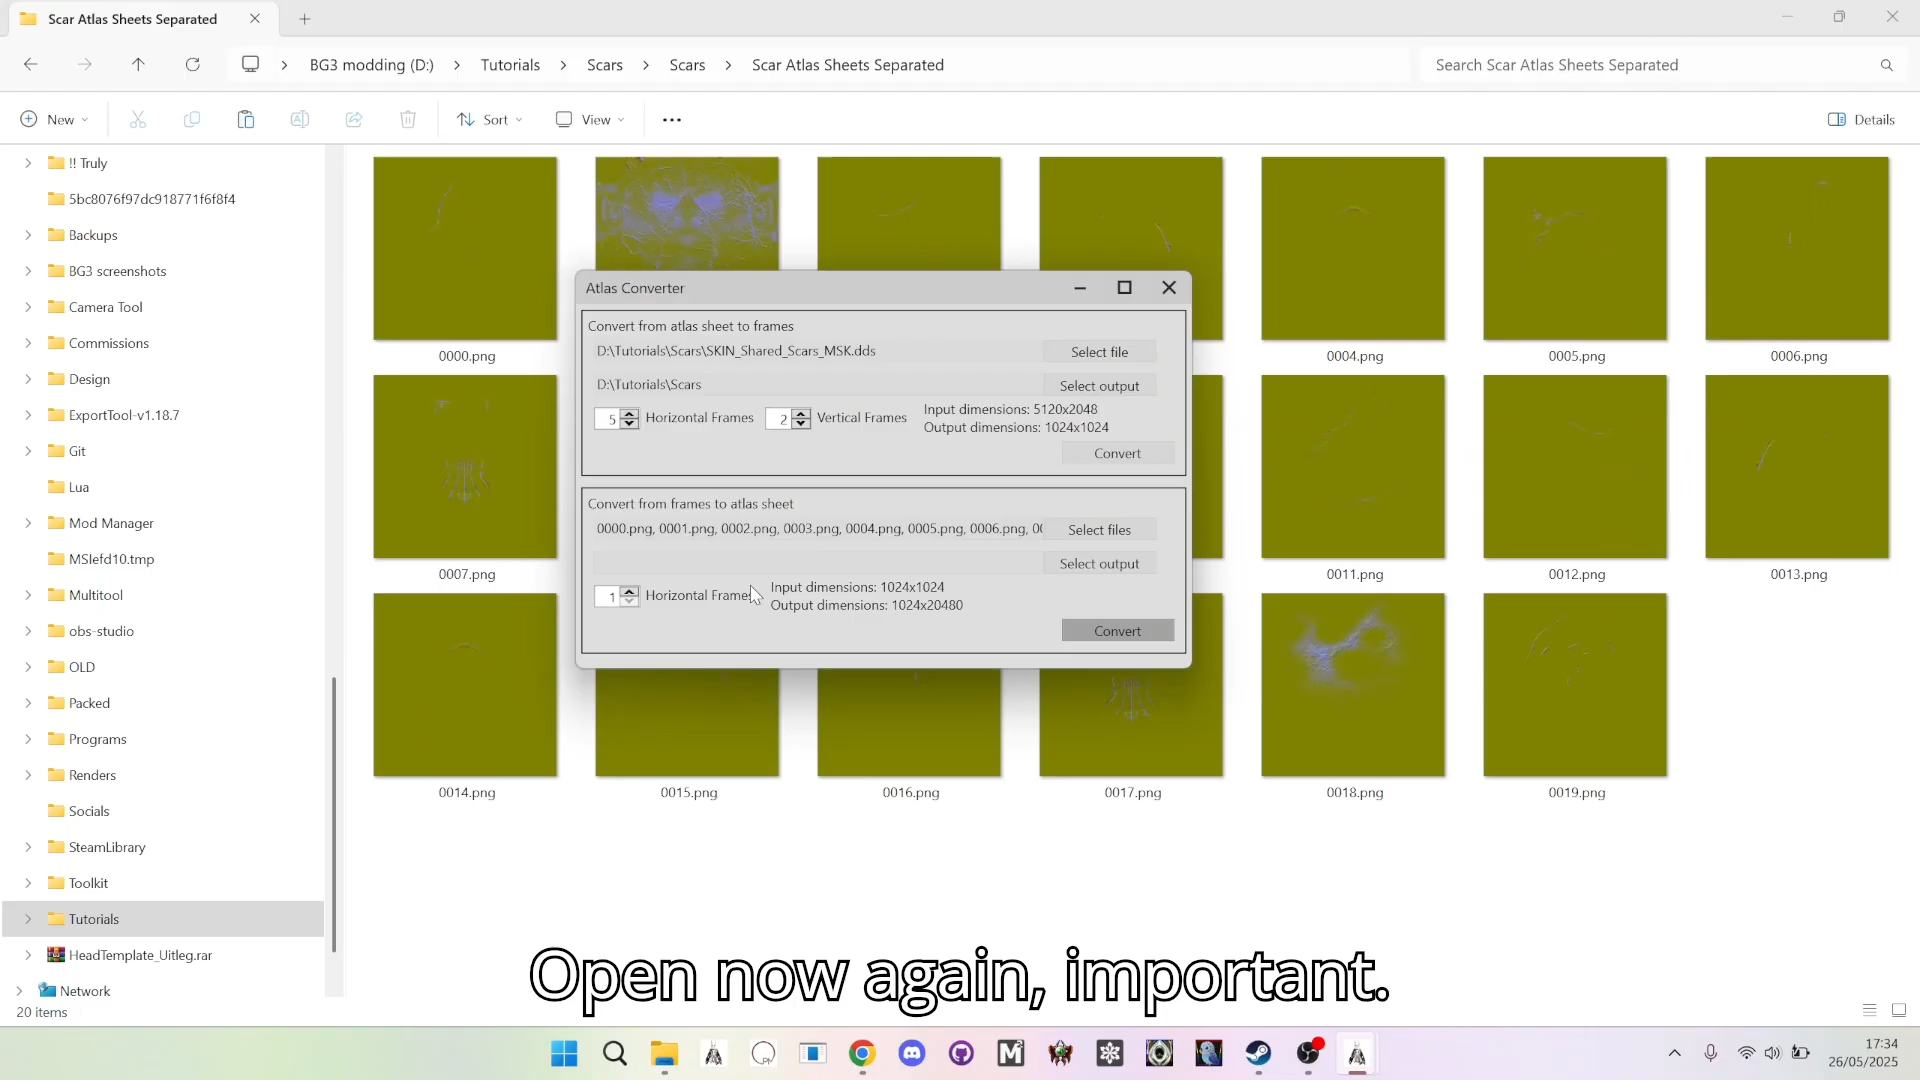 Scar Atlas Sheets Separated
BG3 modding (D:) > Tutorials > Scars > Scars > Scar Atlas Sheets Separated
Search Scar Atlas Sheets Separated
New
Sort
View
Details
!! Truly
5bc8076f97dc918771f6f8f4
Backups
BG3 screenshots
Camera Tool
Commissions
Design
ExportTool-v1.18.7
Git
Lua
Mod Manager
MSIefd10.tmp
Multitool
obs-studio
OLD
Packed
Programs
Renders
Socials
SteamLibrary
Toolkit
Tutorials
HeadTemplate_Uitleg.rar
Network
20 items
0000.png
0004.png
0005.png
0006.png
0007.png
0011.png
0012.png
0013.png
0014.png
0015.png
0016.png
0017.png
0018.png
0019.png
Atlas Converter
Convert from atlas sheet to frames
D:\Tutorials\Scars\SKIN_Shared_Scars_MSK.dds
Select file
D:\Tutorials\Scars
Select output
5 Horizontal Frames 2 Vertical Frames
Input dimensions: 5120x2048
Output dimensions: 1024x1024
Convert
Convert from frames to atlas sheet
0000.png, 0001.png, 0002.png, 0003.png, 0004.png, 0005.png, 0006.png, 00
Select files
Select output
1 Horizontal Frames
Input dimensions: 1024x1024
Output dimensions: 1024x20480
Convert
Open now again, important.
17:34
26/05/2025